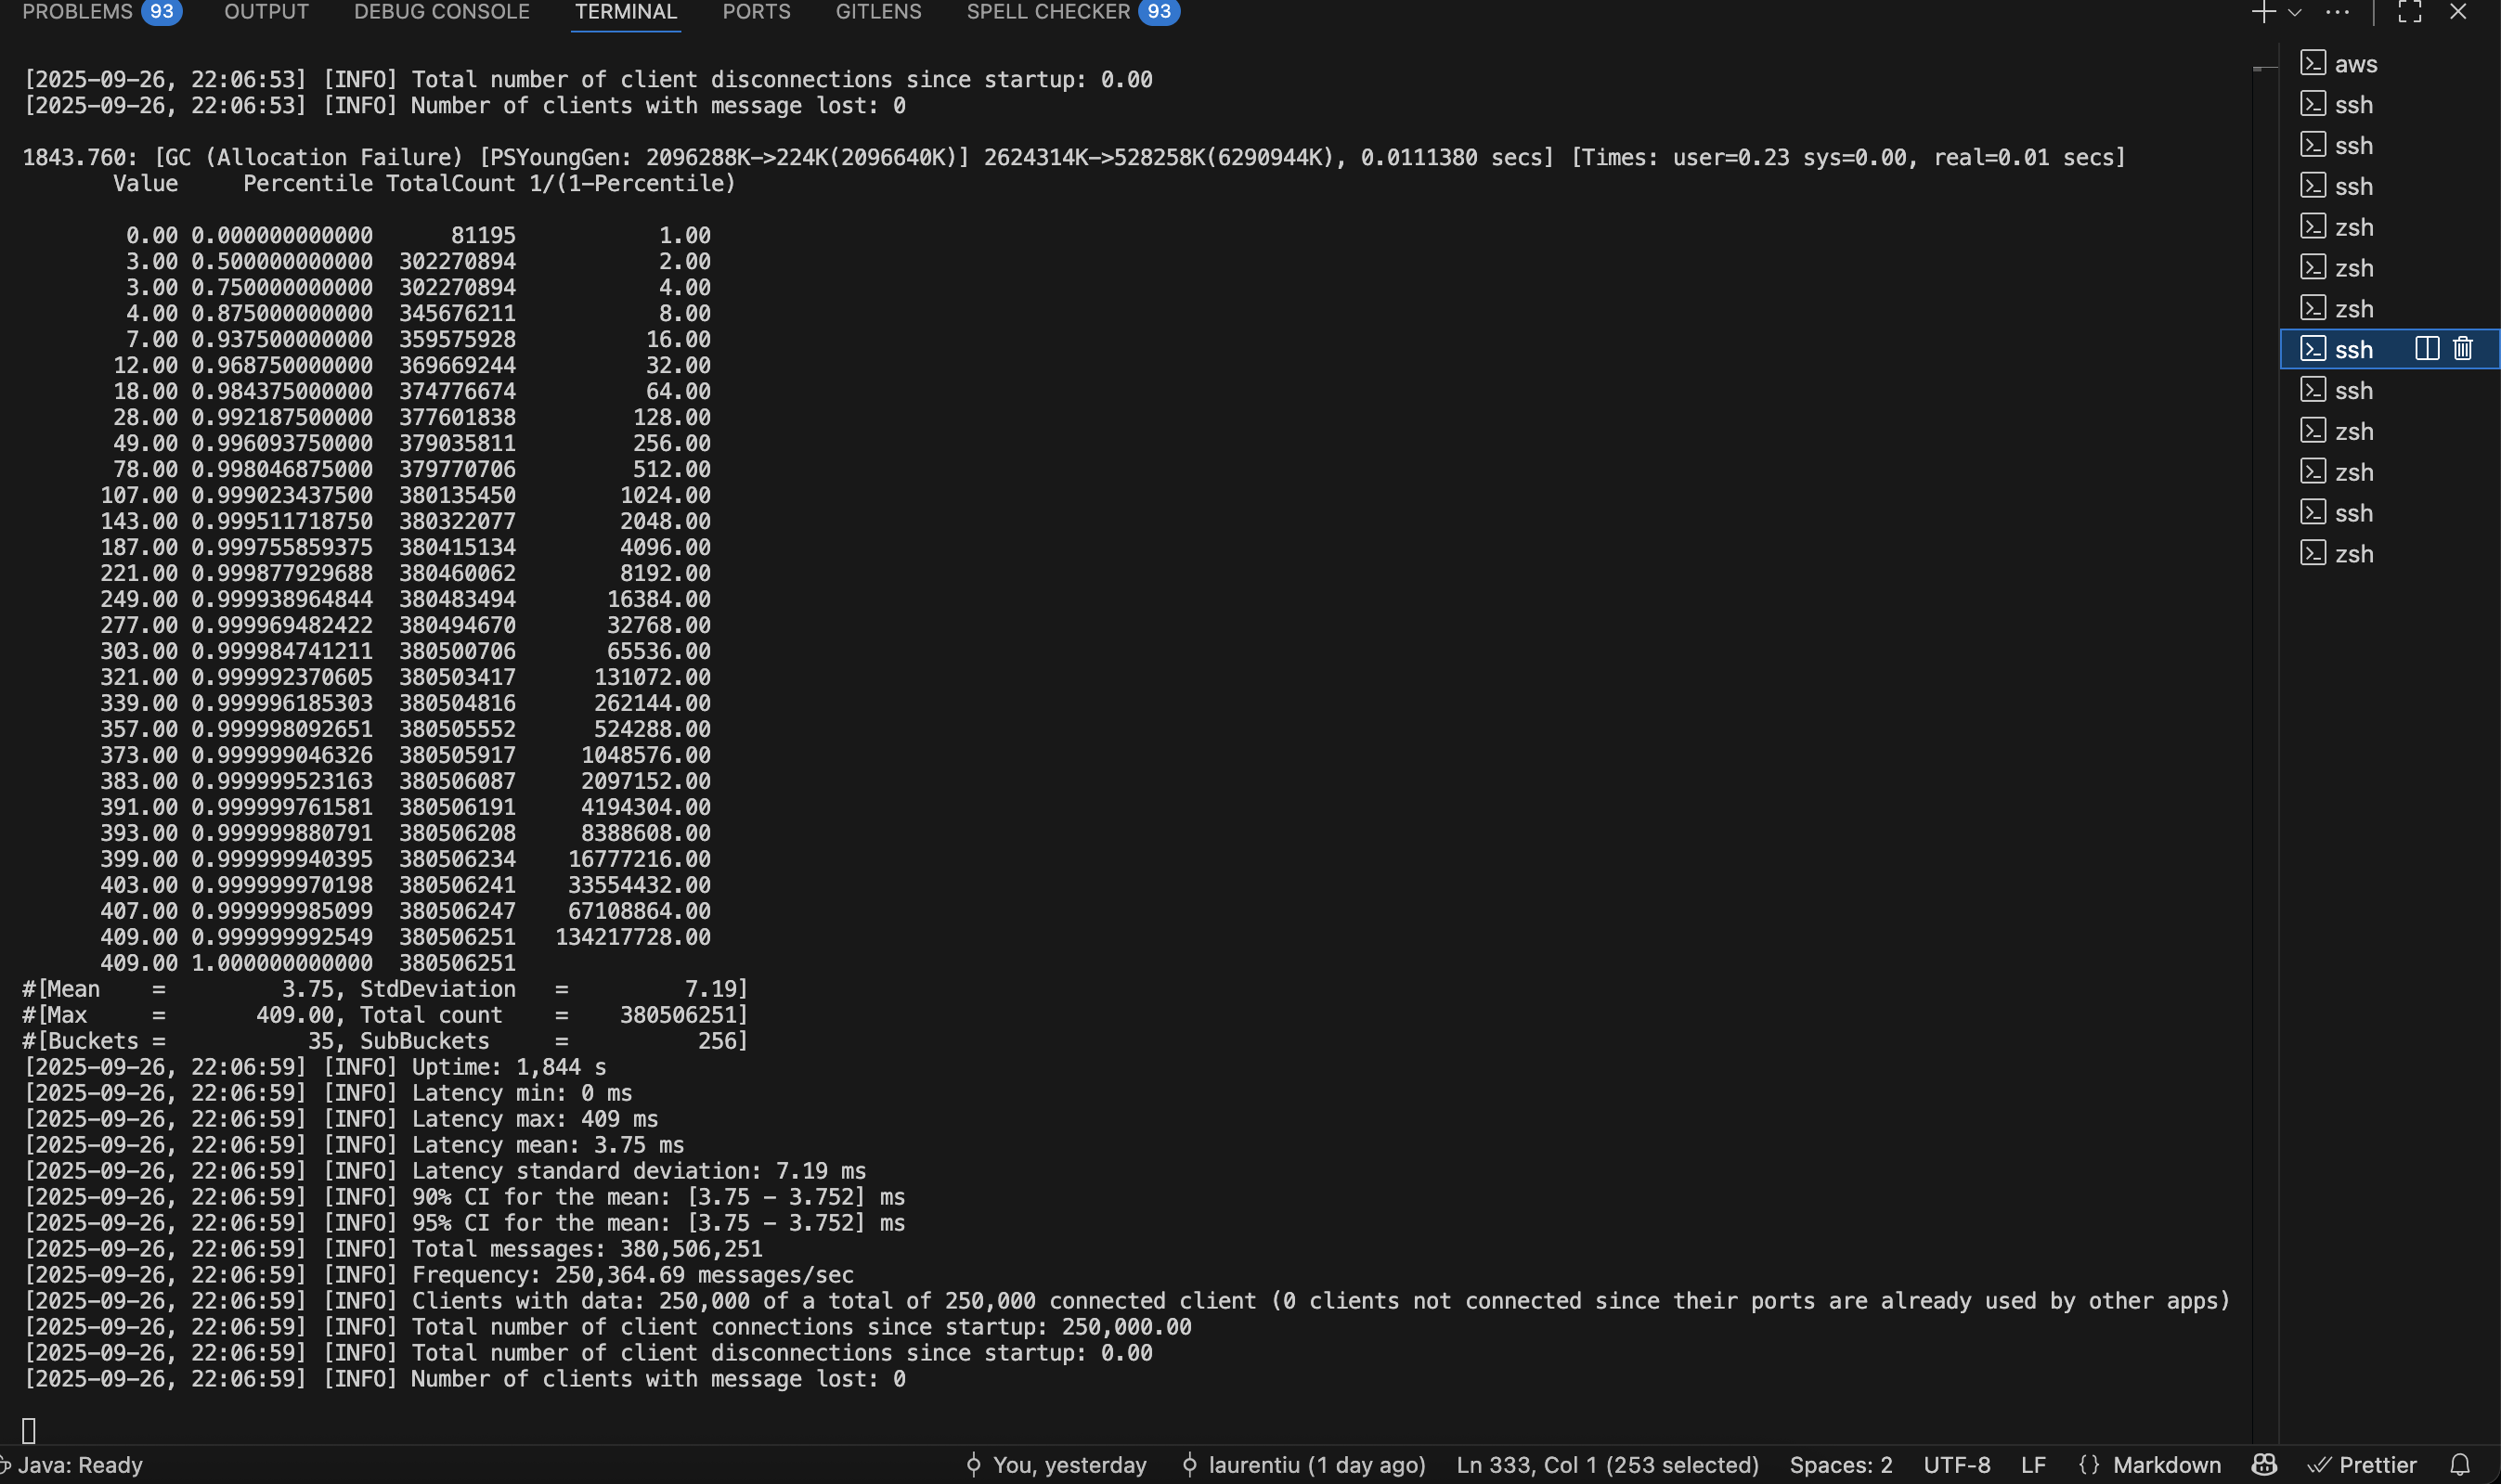 PROBLEMS 93 OUTPUT DEBUG CONSOLE TERMINAL PORTS GITLENS SPELL CHECKER 93
[2025-09-26, 22:06:53] [INFO] Total number of client disconnections since startup: 0.00
[2025-09-26, 22:06:53] [INFO] Number of clients with message lost: 0
1843.760: [GC (Allocation Failure) [PSYoungGen: 2096288K->224K(2096640K)] 2624314K->528258K(6290944K), 0.0111380 secs] [Times: user=0.23 sys=0.00, real=0.01 secs]
Value Percentile TotalCount 1/(1-Percentile)
0.00 0.000000000000 81195 1.00
3.00 0.500000000000 302270894 2.00
3.00 0.750000000000 302270894 4.00
4.00 0.875000000000 345676211 8.00
7.00 0.937500000000 359575928 16.00
12.00 0.968750000000 369669244 32.00
18.00 0.984375000000 374776674 64.00
28.00 0.992187500000 377601838 128.00
49.00 0.996093750000 379035811 256.00
78.00 0.998046875000 379770706 512.00
107.00 0.999023437500 380135450 1024.00
143.00 0.999511718750 380322077 2048.00
187.00 0.999755859375 380415134 4096.00
221.00 0.999877929688 380460062 8192.00
249.00 0.999938964844 380483494 16384.00
277.00 0.999969482422 380494670 32768.00
303.00 0.999984741211 380500706 65536.00
321.00 0.999992370605 380503417 131072.00
339.00 0.999996185303 380504816 262144.00
357.00 0.999998092651 380505552 524288.00
373.00 0.999999046326 380505917 1048576.00
383.00 0.999999523163 380506087 2097152.00
391.00 0.999999761581 380506191 4194304.00
393.00 0.999999880791 380506208 8388608.00
399.00 0.999999940395 380506234 16777216.00
403.00 0.999999970198 380506241 33554432.00
407.00 0.999999985099 380506247 67108864.00
409.00 0.999999992549 380506251 134217728.00
409.00 1.000000000000 380506251
#[Mean = 3.75, StdDeviation = 7.19]
#[Max = 409.00, Total count = 380506251]
#[Buckets = 35, SubBuckets = 256]
[2025-09-26, 22:06:59] [INFO] Uptime: 1,844 s
[2025-09-26, 22:06:59] [INFO] Latency min: 0 ms
[2025-09-26, 22:06:59] [INFO] Latency max: 409 ms
[2025-09-26, 22:06:59] [INFO] Latency mean: 3.75 ms
[2025-09-26, 22:06:59] [INFO] Latency standard deviation: 7.19 ms
[2025-09-26, 22:06:59] [INFO] 90% CI for the mean: [3.75 – 3.752] ms
[2025-09-26, 22:06:59] [INFO] 95% CI for the mean: [3.75 – 3.752] ms
[2025-09-26, 22:06:59] [INFO] Total messages: 380,506,251
[2025-09-26, 22:06:59] [INFO] Frequency: 250,364.69 messages/sec
[2025-09-26, 22:06:59] [INFO] Clients with data: 250,000 of a total of 250,000 connected client (0 clients not connected since their ports are already used by other apps)
[2025-09-26, 22:06:59] [INFO] Total number of client connections since startup: 250,000.00
[2025-09-26, 22:06:59] [INFO] Total number of client disconnections since startup: 0.00
[2025-09-26, 22:06:59] [INFO] Number of clients with message lost: 0
aws
ssh
ssh
ssh
zsh
zsh
zsh
ssh
ssh
zsh
zsh
ssh
zsh
Java: Ready You, yesterday laurentiu (1 day ago) Ln 333, Col 1 (253 selected) Spaces: 2 UTF-8 LF {} Markdown Prettier